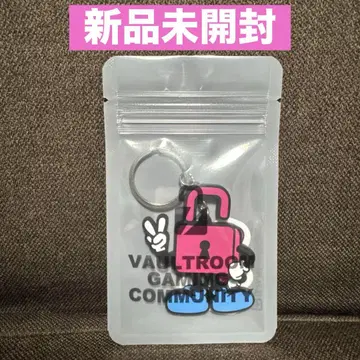 新品未開封
VAULTROOM
GAMING
COMMUNITY